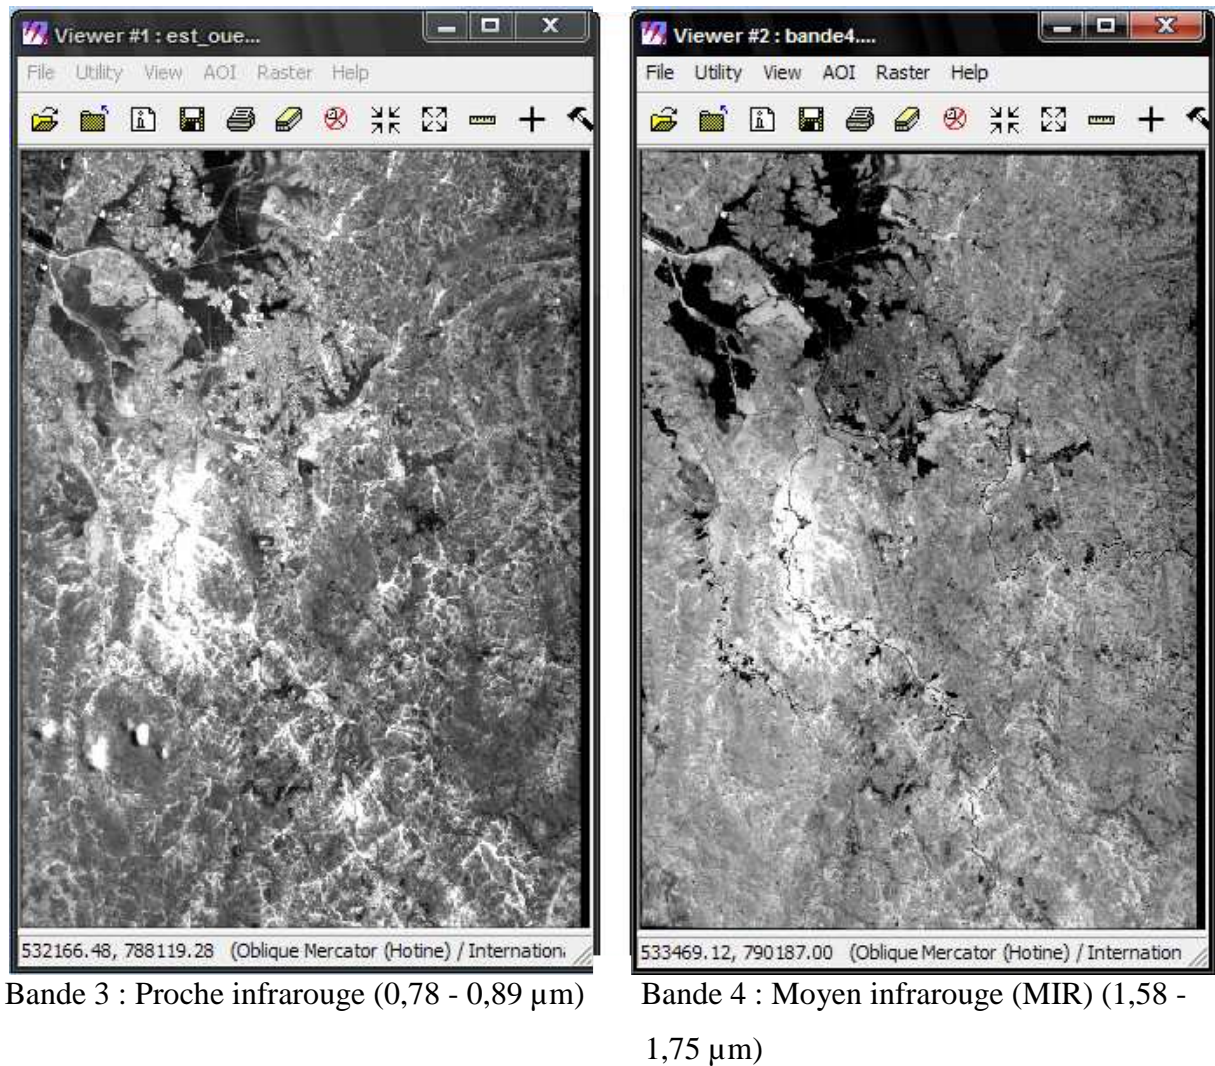 Viewer #1 : est_oue...
File Utility View AOI Raster Help
532166.48, 788119.28 (Oblique Mercator (Hotine) / Internation.
Bande 3 : Proche infrarouge (0,78 - 0,89 µm)
Viewer #2 : bande4....
File Utility View AOI Raster Help
533469.12, 790187.00 (Oblique Mercator (Hotine) / Internation
Bande 4 : Moyen infrarouge (MIR) (1,58 -
1,75 µm)